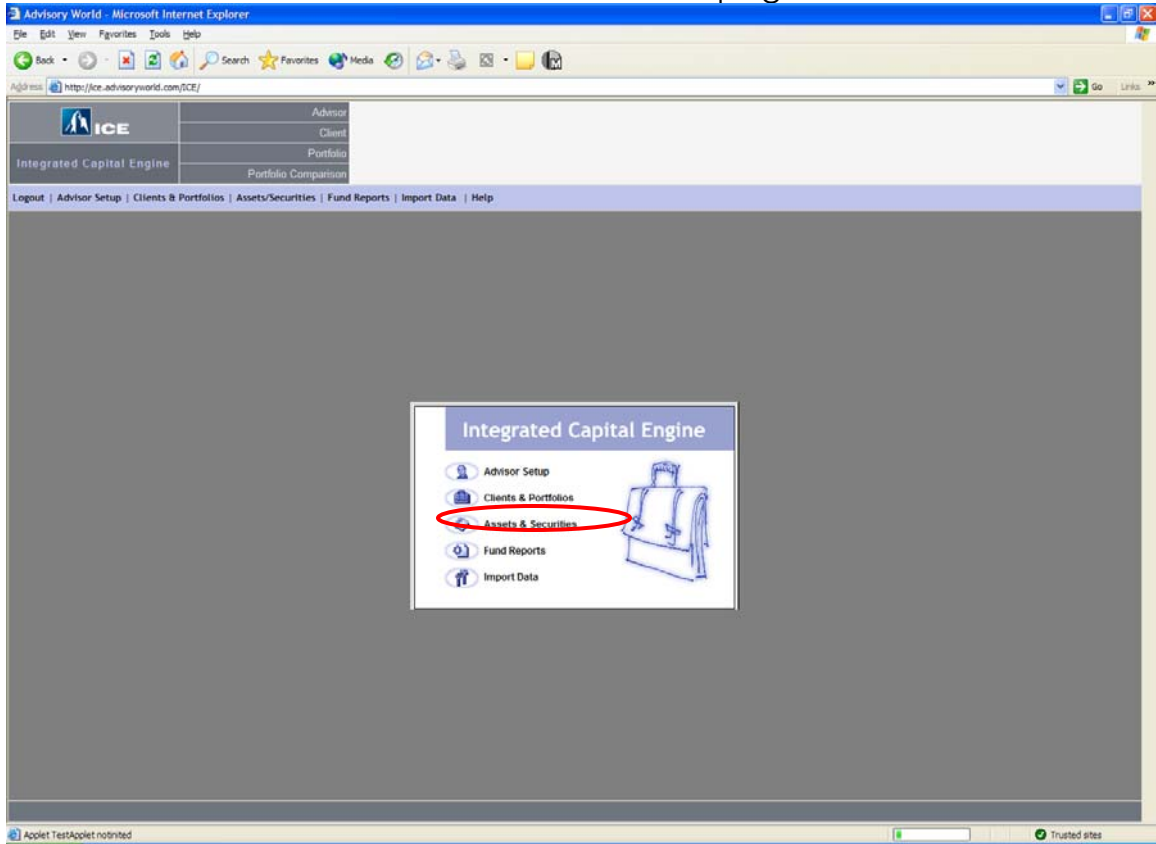 Advisory World - Microsoft Internet Explorer
File Edit View Favorites Tools Help
Back Search Favorites Media
Address http://ice.advisoryworld.com/ICE/ Go Links »
ICE
Integrated Capital Engine
Advisor
Client
Portfolio
Portfolio Comparison
Logout | Advisor Setup | Clients & Portfolios | Assets/Securities | Fund Reports | Import Data | Help
Integrated Capital Engine
Advisor Setup
Clients & Portfolios
Assets & Securities
Fund Reports
Import Data
Applet TestApplet notinited Trusted sites